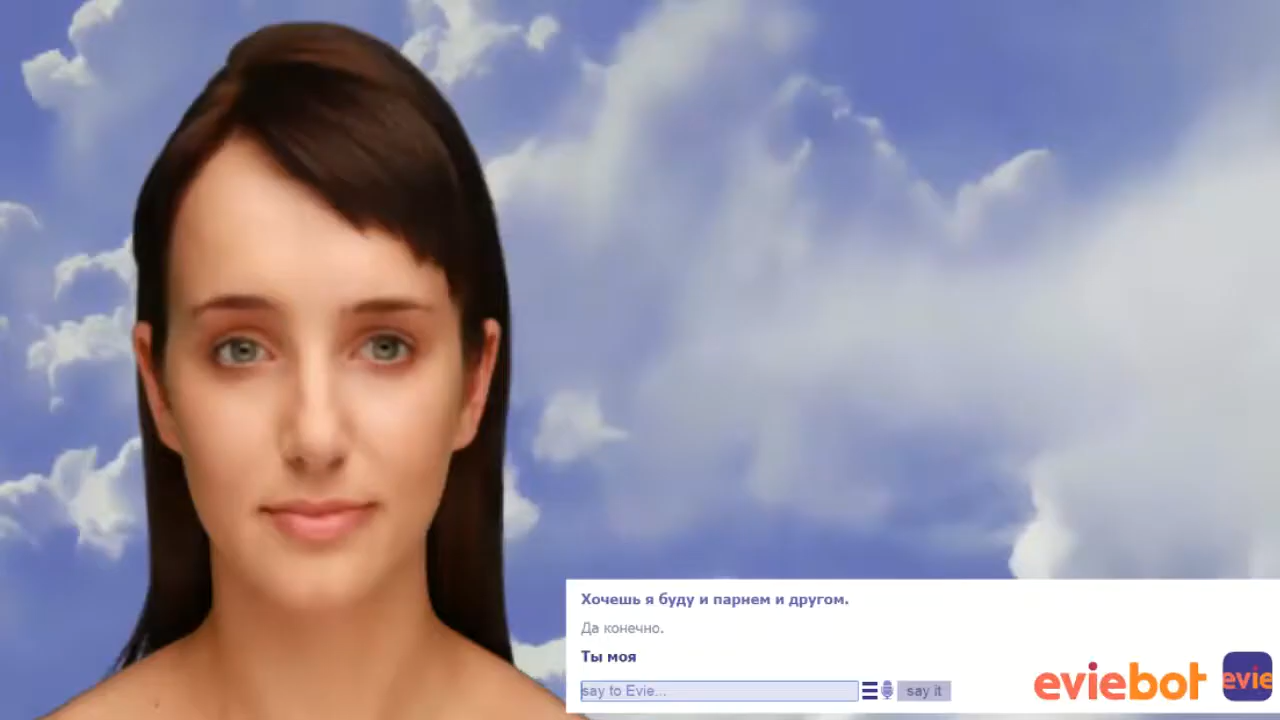 Хочешь я буду и парнем и другом.
Да конечно.
Ты моя
say to Evie... say it
eviebot evie